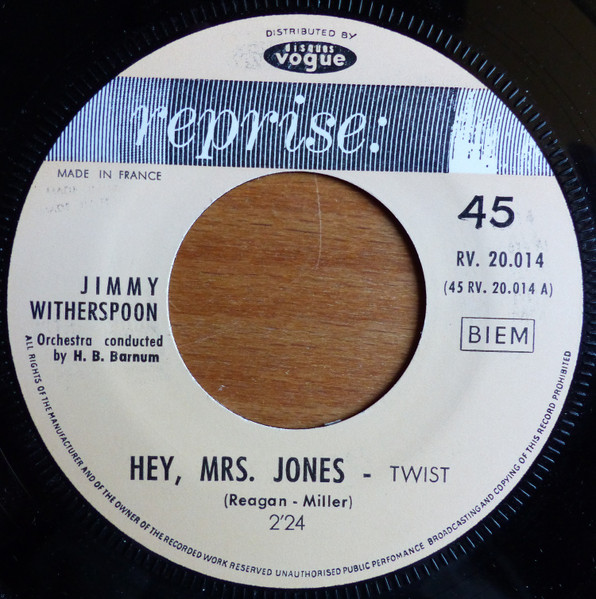 DISTRIBUTED BY
disques
vogue
reprise:
MADE IN FRANCE
45
RV. 20.014
(45 RV. 20.014 A)
BIEM
JIMMY
WITHERSPOON
Orchestra conducted
by H. B. Barnum
HEY, MRS. JONES - TWIST
(Reagan - Miller)
2'24
ALL RIGHTS OF THE MANUFACTURER AND OF THE OWNER OF THE RECORDED WORK RESERVED UNAUTHORISED PUBLIC PERFOMANCE BROADCASTING AND COPYING OF THIS RECORD PROHIBITED